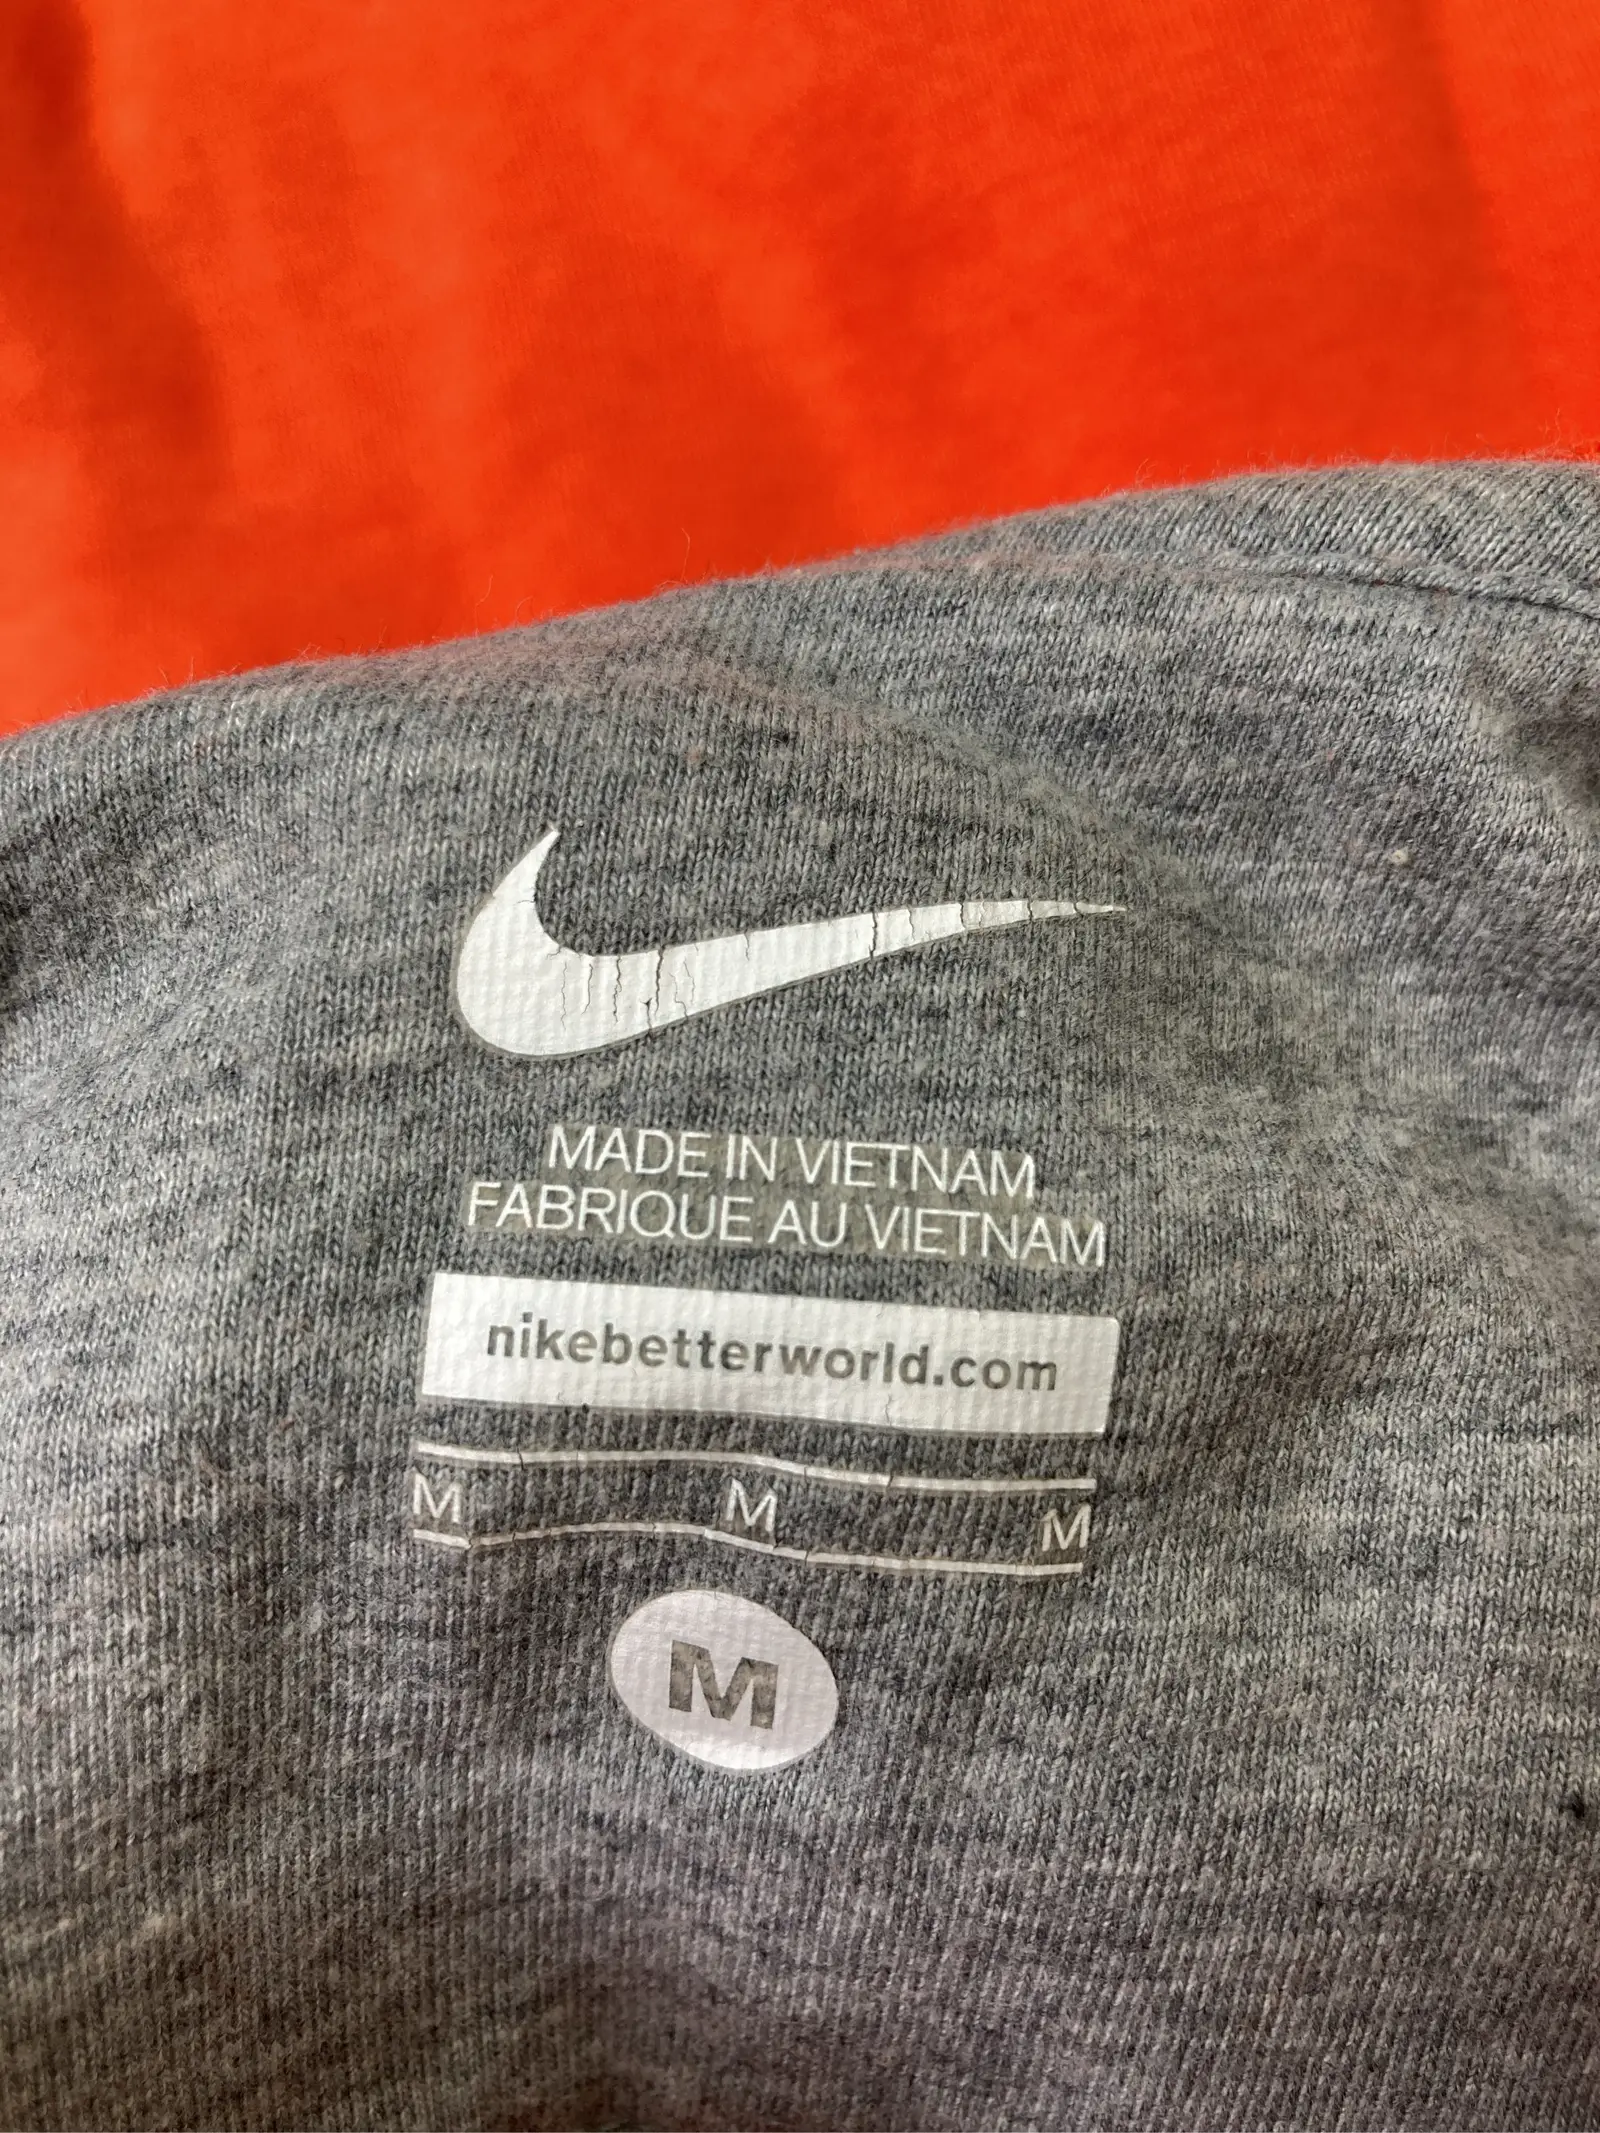 MADE IN VIETNAM
FABRIQUE AU VIETNAM
nikebetterworld.com
M M M
M